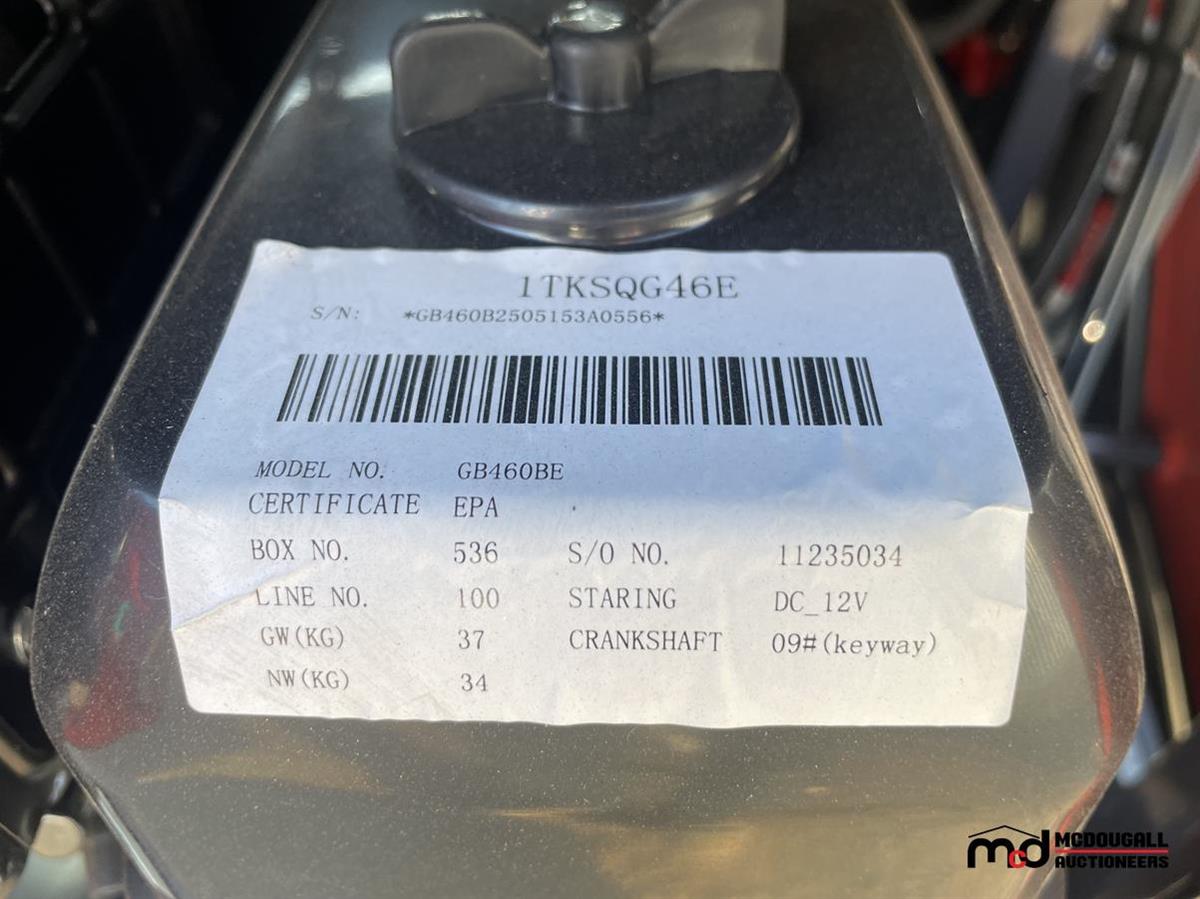 1TKSQG46E
S/N: *GB460B2505153A0556*
MODEL NO. GB460BE
CERTIFICATE EPA
BOX NO. 536 S/O NO. 11235034
LINE NO. 100 STARING DC_12V
GW(KG) 37 CRANKSHAFT 09#(keyway)
NW(KG) 34
mcd MCDOUGALL
AUCTIONEERS